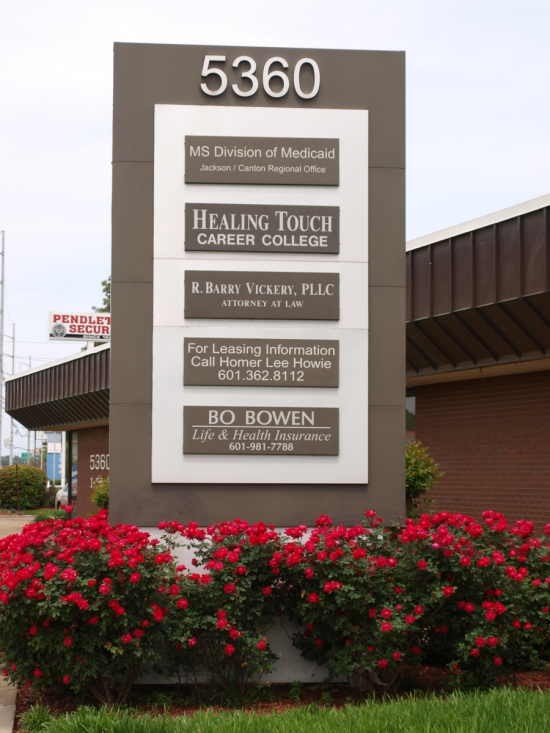 5360
MS Division of Medicaid
Jackson / Canton Regional Office
HEALING TOUCH
CAREER COLLEGE
R. BARRY VICKERY, PLLC
ATTORNEY AT LAW
For Leasing Information
Call Homer Lee Howie
601.362.8112
BO BOWEN
Life & Health Insurance
601-981-7788
PENDLET
SECUR
5360